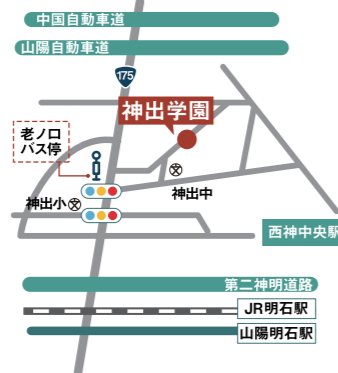 中国自動車道
山陽自動車道
175
神出学園
老ノ口
バス停
文
神出中
神出小文
西神中央駅
第二神明道路
JR明石駅
山陽明石駅